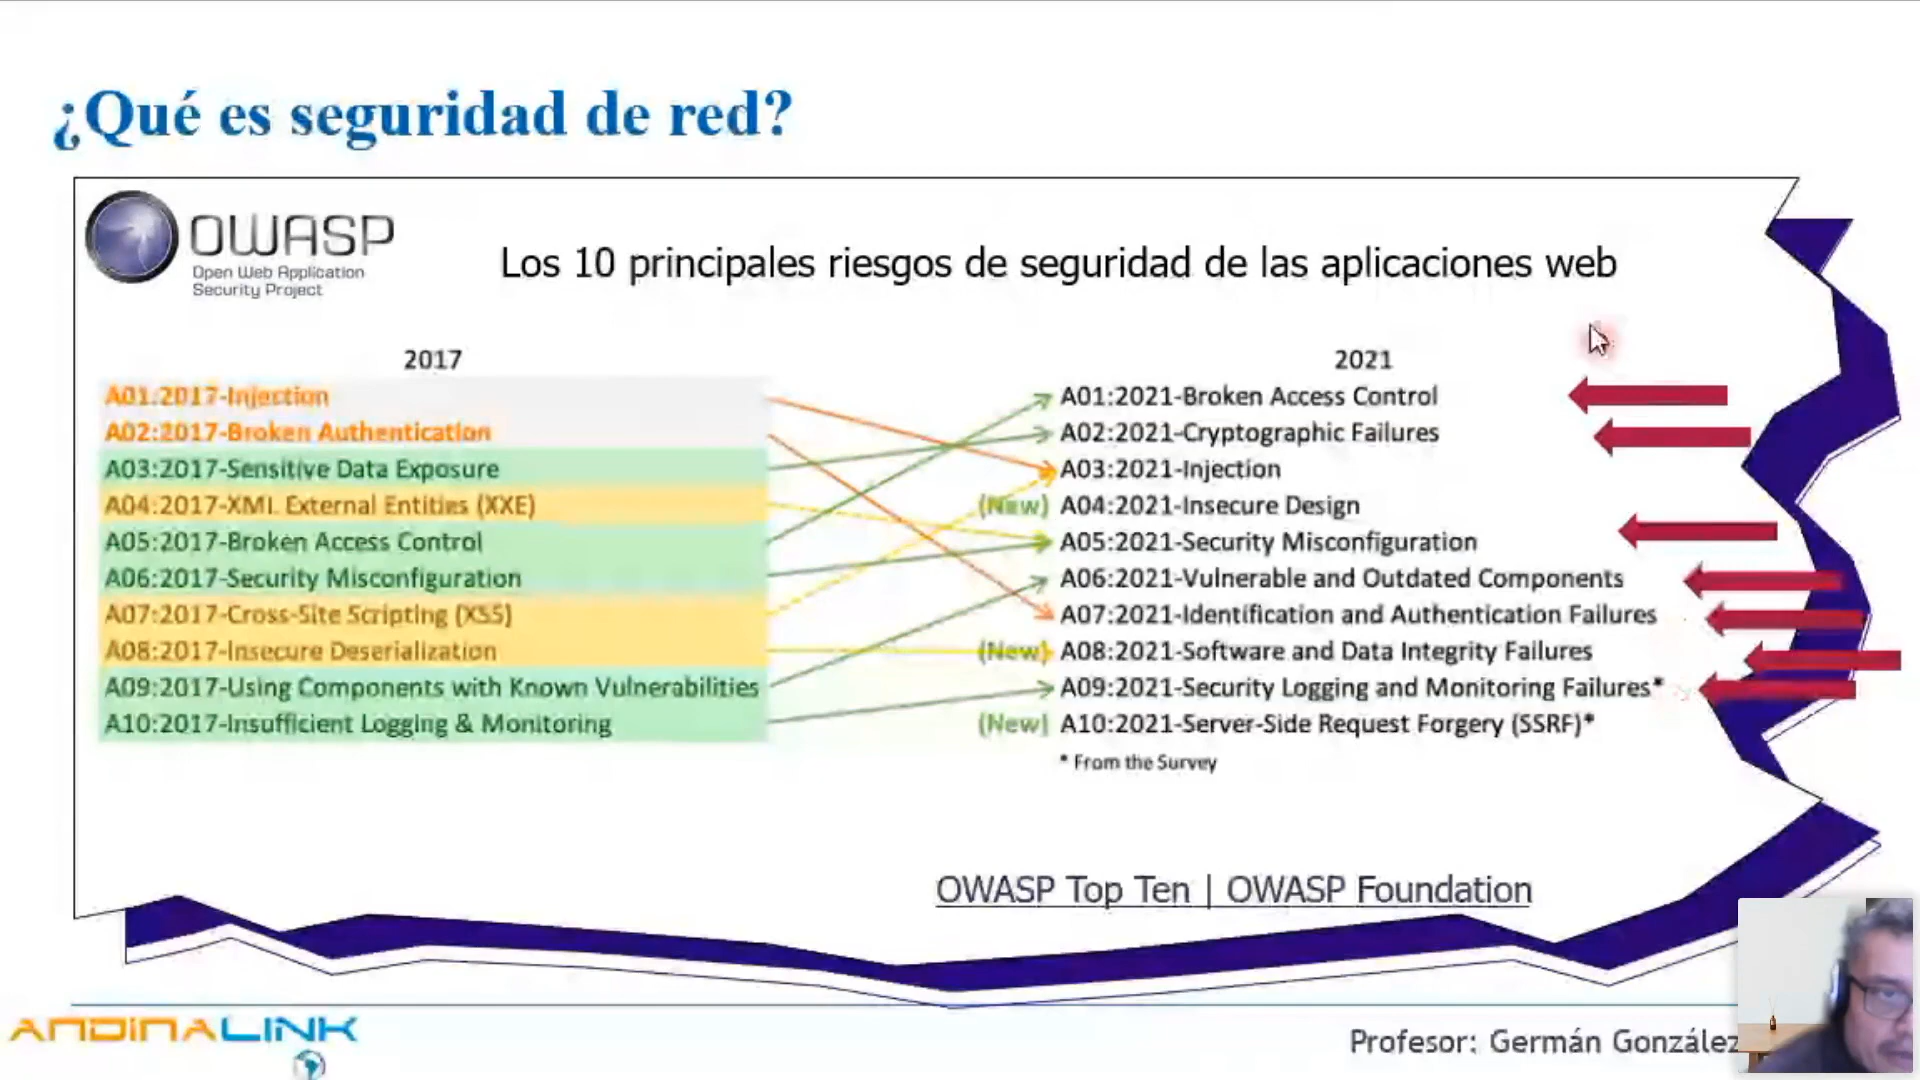 ¿Qué es seguridad de red?
OWASP
Open Web Application
Security Project
Los 10 principales riesgos de seguridad de las aplicaciones web
2017
A01:2017-Injection
A02:2017-Broken Authentication
A03:2017-Sensitive Data Exposure
A04:2017-XML External Entities (XXE)
A05:2017-Broken Access Control
A06:2017-Security Misconfiguration
A07:2017-Cross-Site Scripting (XSS)
A08:2017-Insecure Deserialization
A09:2017-Using Components with Known Vulnerabilities
A10:2017-Insufficient Logging & Monitoring
2021
A01:2021-Broken Access Control
A02:2021-Cryptographic Failures
A03:2021-Injection
(New) A04:2021-Insecure Design
A05:2021-Security Misconfiguration
A06:2021-Vulnerable and Outdated Components
A07:2021-Identification and Authentication Failures
(New) A08:2021-Software and Data Integrity Failures
A09:2021-Security Logging and Monitoring Failures*
(New) A10:2021-Server-Side Request Forgery (SSRF)*
* From the Survey
OWASP Top Ten | OWASP Foundation
ANDINALINK
Profesor: Germán González